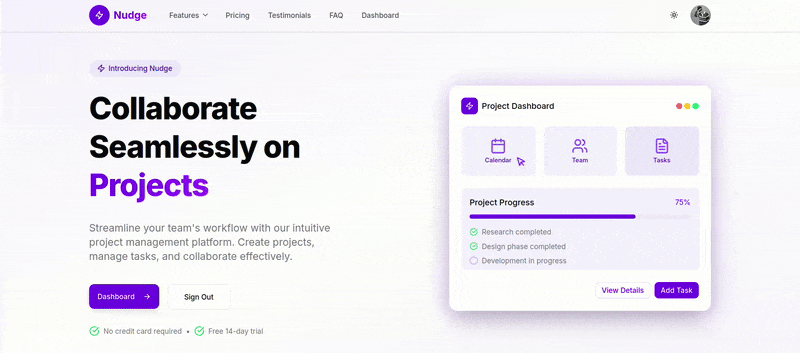 Nudge
Features
Pricing
Testimonials
FAQ
Dashboard
Introducing Nudge
Collaborate
Seamlessly on
Projects
Streamline your team's workflow with our intuitive
project management platform. Create projects,
manage tasks, and collaborate effectively.
Dashboard →
Sign Out
No credit card required • Free 14-day trial
Project Dashboard
Calendar
Team
Tasks
Project Progress 75%
Research completed
Design phase completed
Development in progress
View Details
Add Task